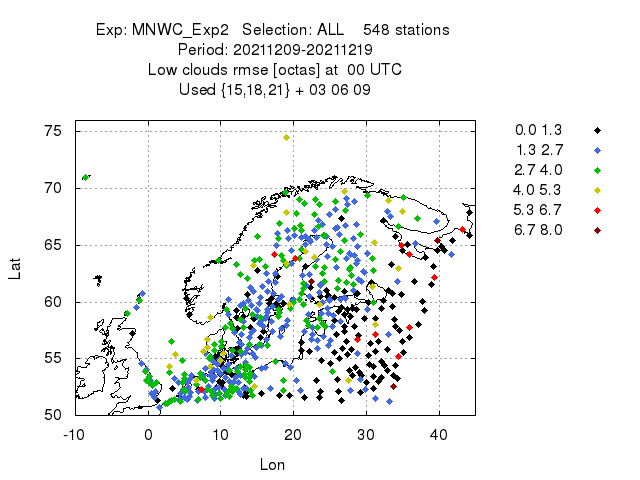 Exp: MNWC_Exp2   Selection: ALL    548 stations
Period: 20211209-20211219
Low clouds rmse [octas] at  00 UTC
Used {15,18,21} + 03 06 09
75
70
65
60
55
50
Lat
-10 0 10 20 30 40
Lon
0.0 1.3
1.3 2.7
2.7 4.0
4.0 5.3
5.3 6.7
6.7 8.0